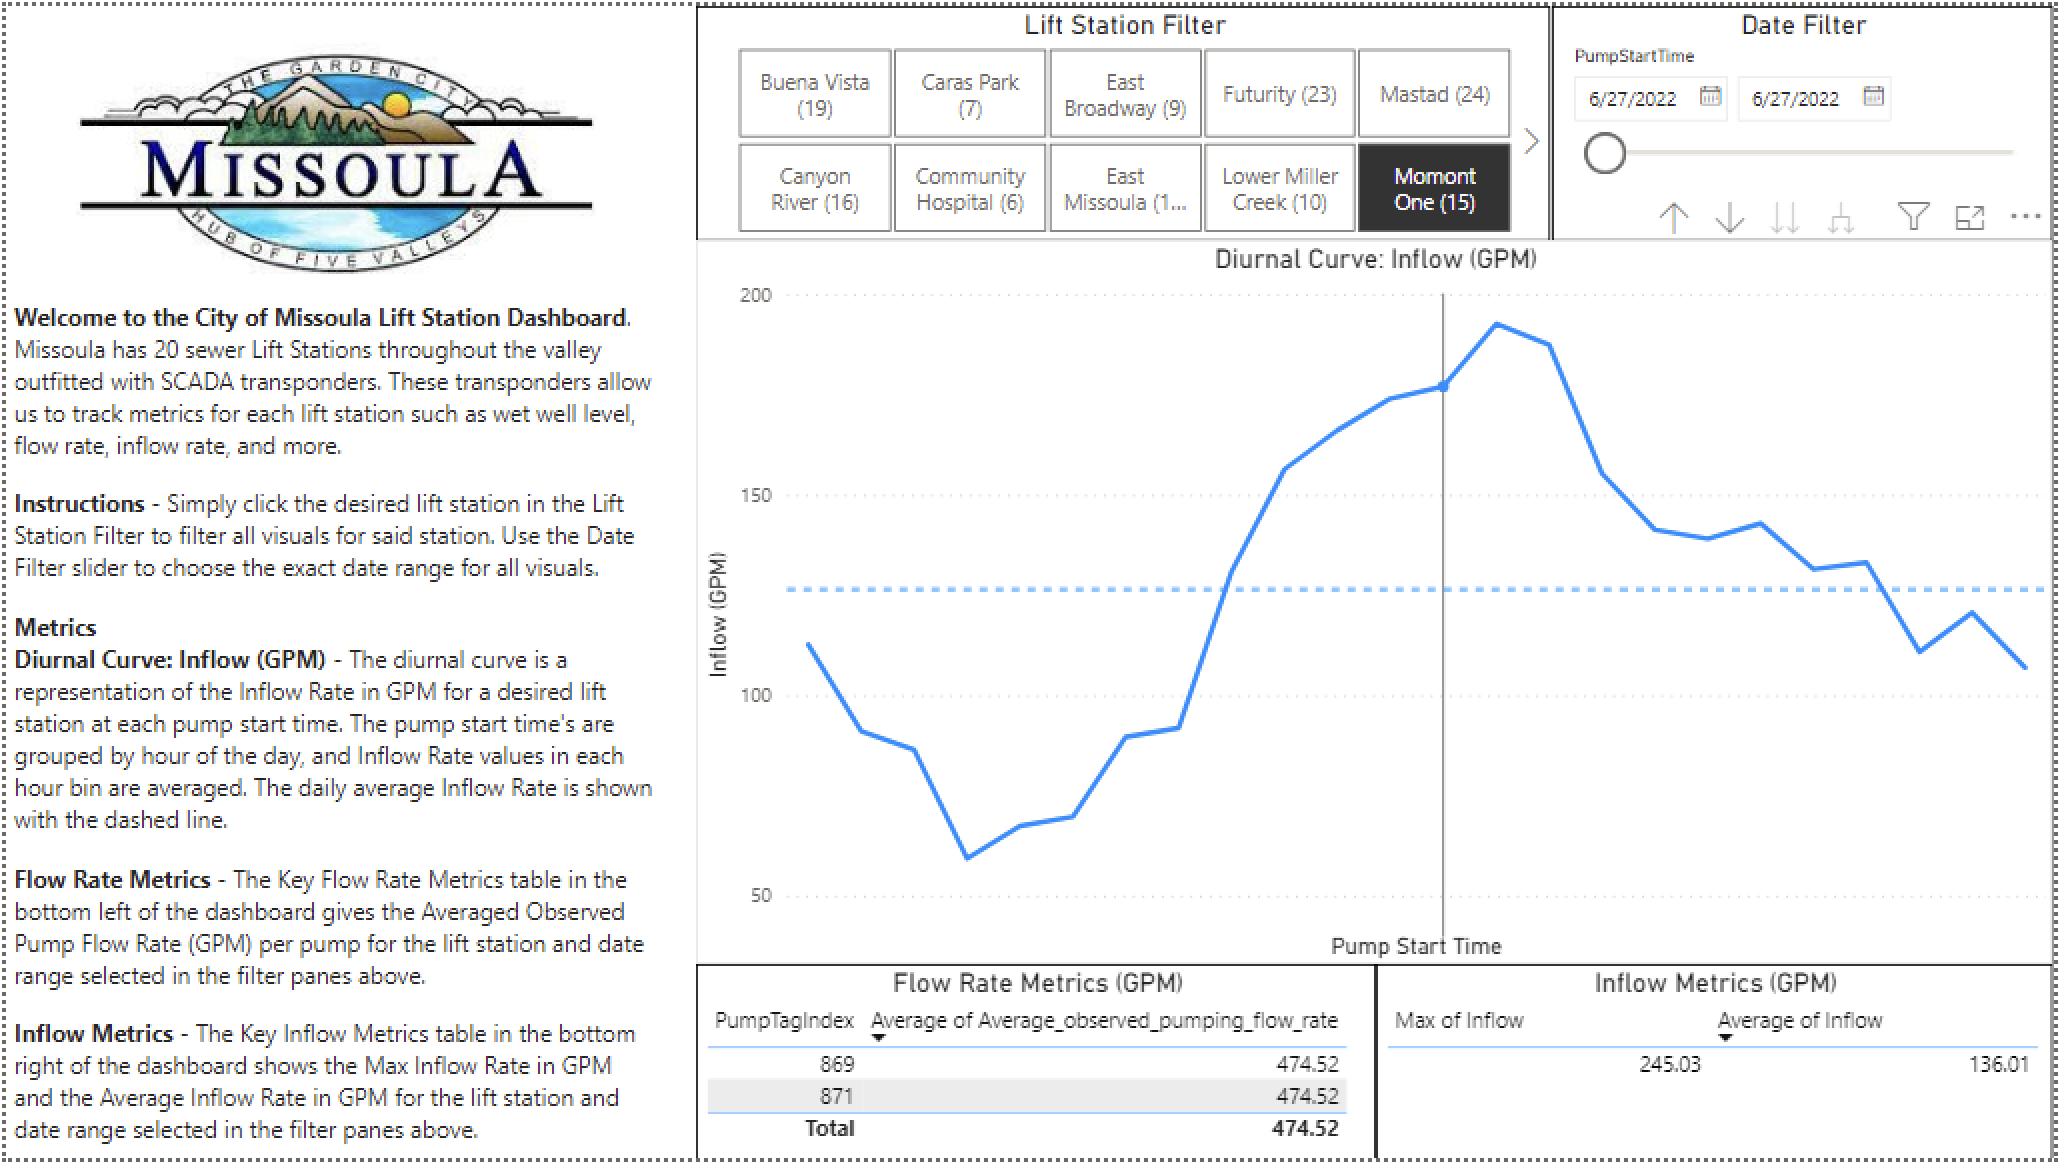 THE GARDEN CITY
MISSOULA
HUB OF FIVE VALLEYS
Welcome to the City of Missoula Lift Station Dashboard.
Missoula has 20 sewer Lift Stations throughout the valley
outfitted with SCADA transponders. These transponders allow
us to track metrics for each lift station such as wet well level,
flow rate, inflow rate, and more.
Instructions - Simply click the desired lift station in the Lift
Station Filter to filter all visuals for said station. Use the Date
Filter slider to choose the exact date range for all visuals.
Metrics
Diurnal Curve: Inflow (GPM) - The diurnal curve is a
representation of the Inflow Rate in GPM for a desired lift
station at each pump start time. The pump start time's are
grouped by hour of the day, and Inflow Rate values in each
hour bin are averaged. The daily average Inflow Rate is shown
with the dashed line.
Flow Rate Metrics - The Key Flow Rate Metrics table in the
bottom left of the dashboard gives the Averaged Observed
Pump Flow Rate (GPM) per pump for the lift station and date
range selected in the filter panes above.
Inflow Metrics - The Key Inflow Metrics table in the bottom
right of the dashboard shows the Max Inflow Rate in GPM
and the Average Inflow Rate in GPM for the lift station and
date range selected in the filter panes above.
Lift Station Filter
Buena Vista
(19)
Caras Park
(7)
East
Broadway (9)
Futurity (23)
Mastad (24)
Canyon
River (16)
Community
Hospital (6)
East
Missoula (1...
Lower Miller
Creek (10)
Momont
One (15)
Date Filter
PumpStartTime
6/27/2022
6/27/2022
Diurnal Curve: Inflow (GPM)
200
150
100
50
Inflow (GPM)
Pump Start Time
Flow Rate Metrics (GPM)
PumpTagIndex Average of Average_observed_pumping_flow_rate
869 474.52
871 474.52
Total 474.52
Inflow Metrics (GPM)
Max of Inflow Average of Inflow
245.03 136.01